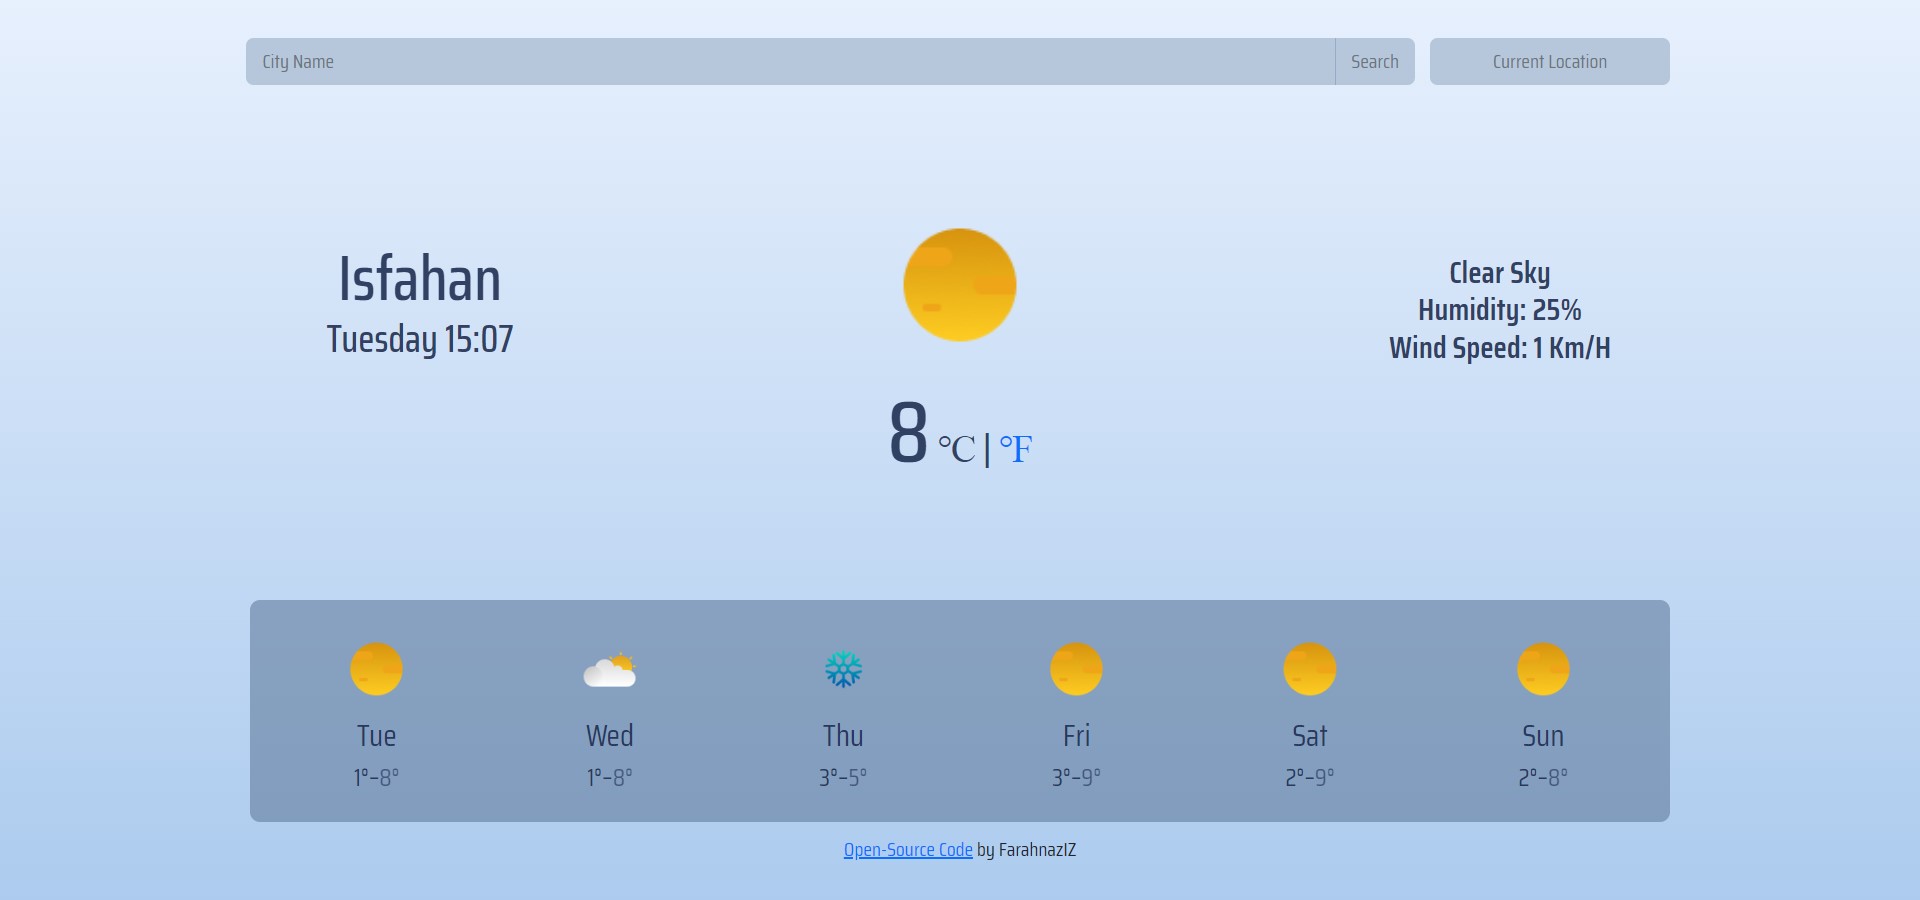 City Name Search Current Location
Isfahan
Tuesday 15:07
8 °C | °F
Clear Sky
Humidity: 25%
Wind Speed: 1 Km/H
Tue Wed Thu Fri Sat Sun
1°-8° 1°-8° 3°-5° 3°-9° 2°-9° 2°-8°
Open-Source Code by FarahnazIZ